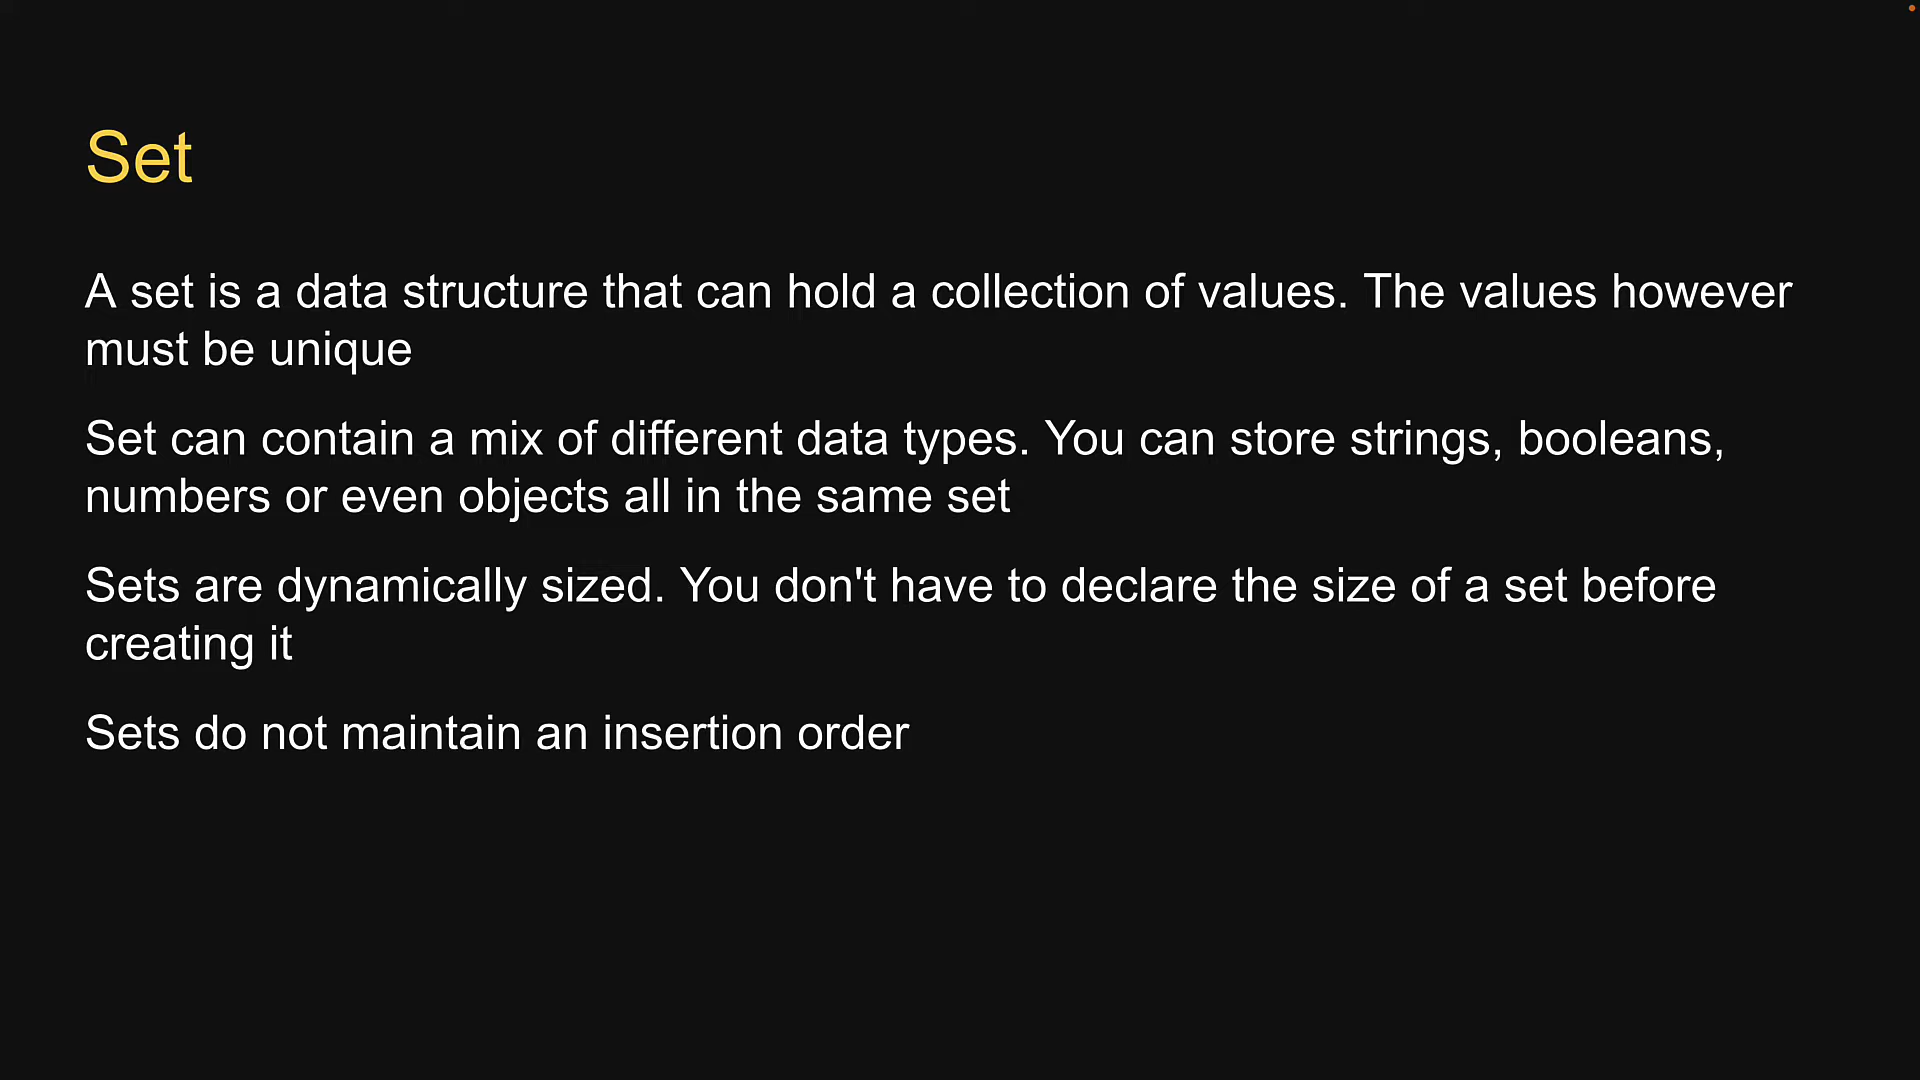 Set
A set is a data structure that can hold a collection of values. The values however
must be unique
Set can contain a mix of different data types. You can store strings, booleans,
numbers or even objects all in the same set
Sets are dynamically sized. You don't have to declare the size of a set before
creating it
Sets do not maintain an insertion order